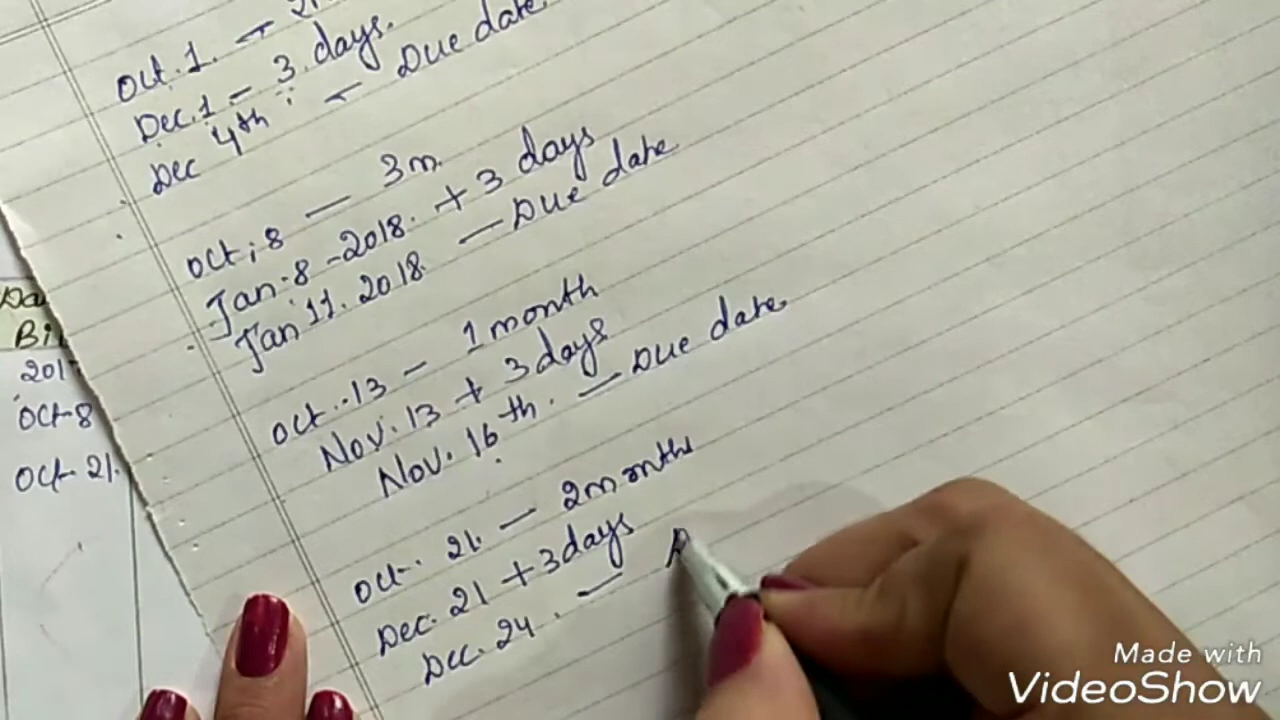 oct. 1. -
Dec. 1 - 3 days.
Dec 4th - Due date.
oct; 8 — 3m.
Jan. 8 - 2018. + 3 days
Jan 11. 2018. — Due date
oct..13 - 1 month
Nov. 13 + 3 days
Nov. 16th. — Due date.
oct. 21. — 2 months
Dec. 21 + 3 days
Dec. 24. —
Bil
201
oct-8
oct- 21.
Made with
VideoShow